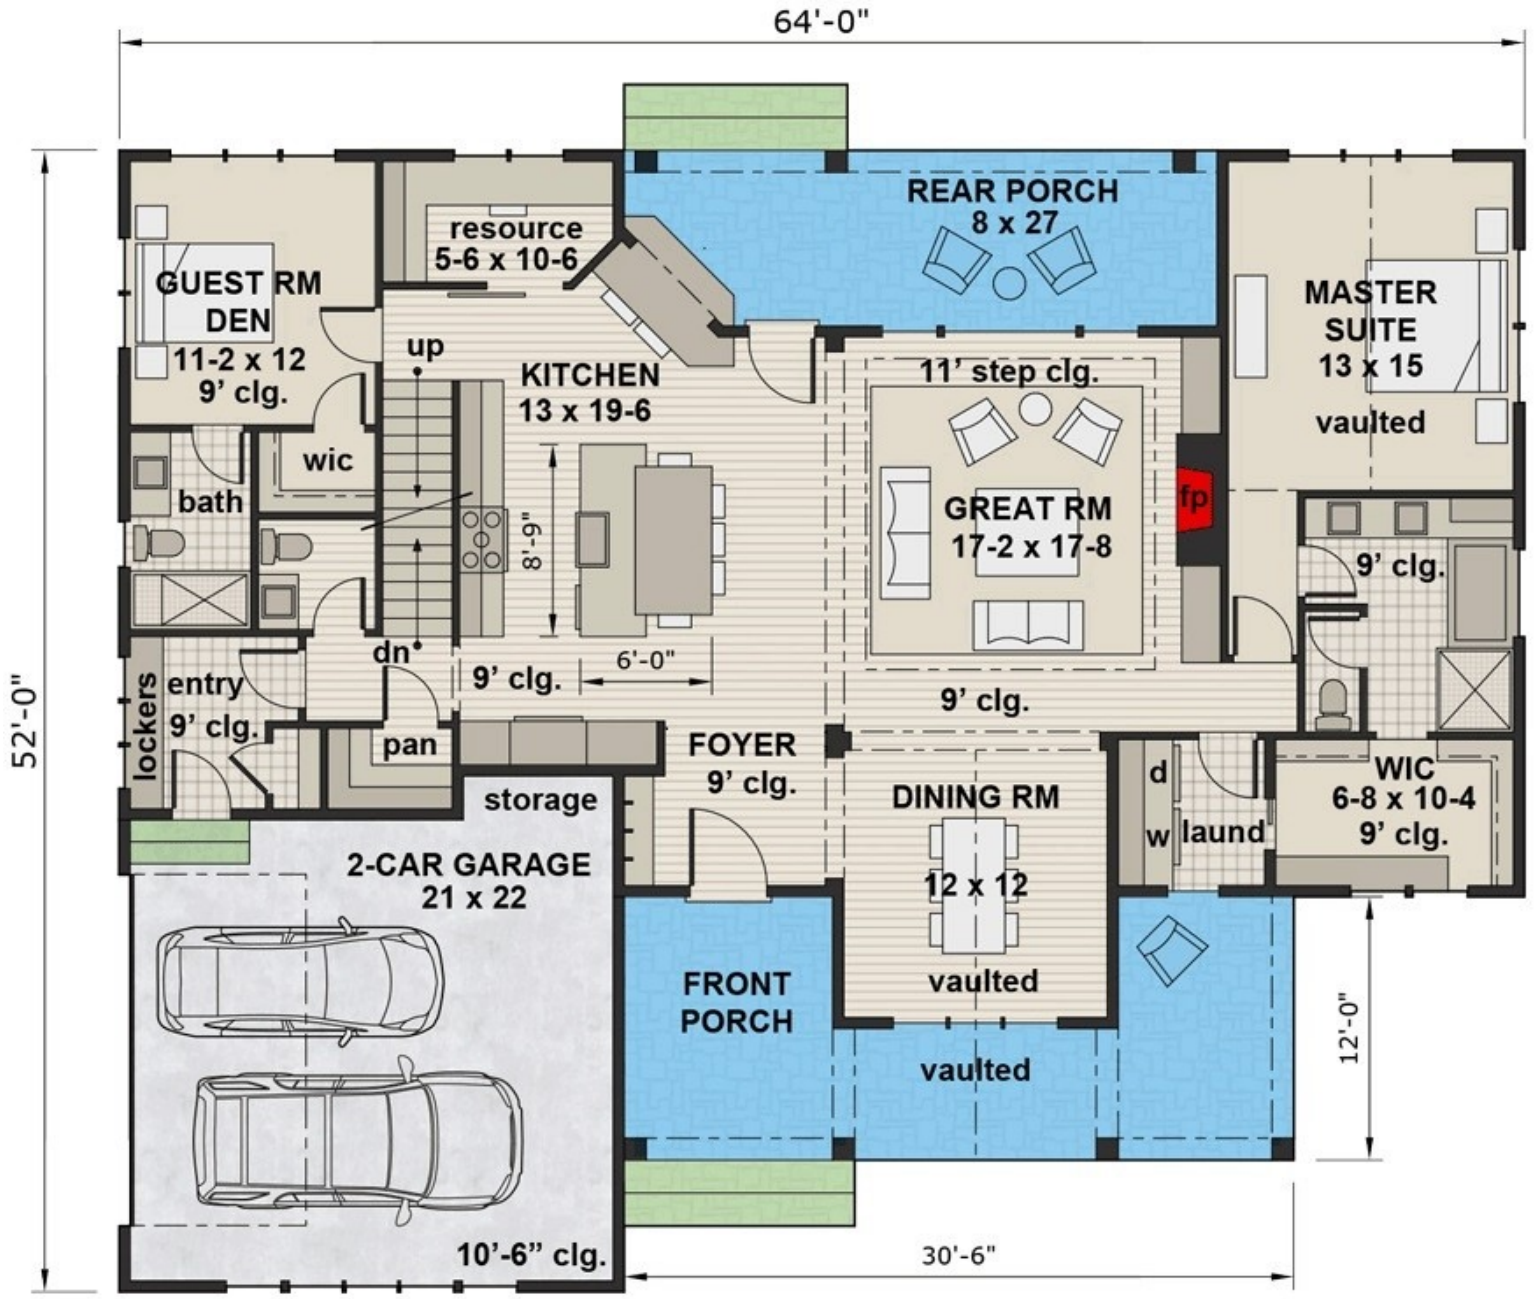 64'-0"
REAR PORCH
8 x 27
resource
5-6 x 10-6
GUEST RM
DEN
11-2 x 12
9' clg.
MASTER
SUITE
13 x 15
vaulted
up
KITCHEN
13 x 19-6
11' step clg.
wic
bath
8'-9"
GREAT RM
17-2 x 17-8
fp
9' clg.
dn
6'-0"
9' clg.
9' clg.
lockers
entry
9' clg.
pan
FOYER
9' clg.
52'-0"
storage
DINING RM
12 x 12
vaulted
d
w
laund
WIC
6-8 x 10-4
9' clg.
2-CAR GARAGE
21 x 22
FRONT
PORCH
vaulted
12'-0"
10'-6” clg.
30'-6"